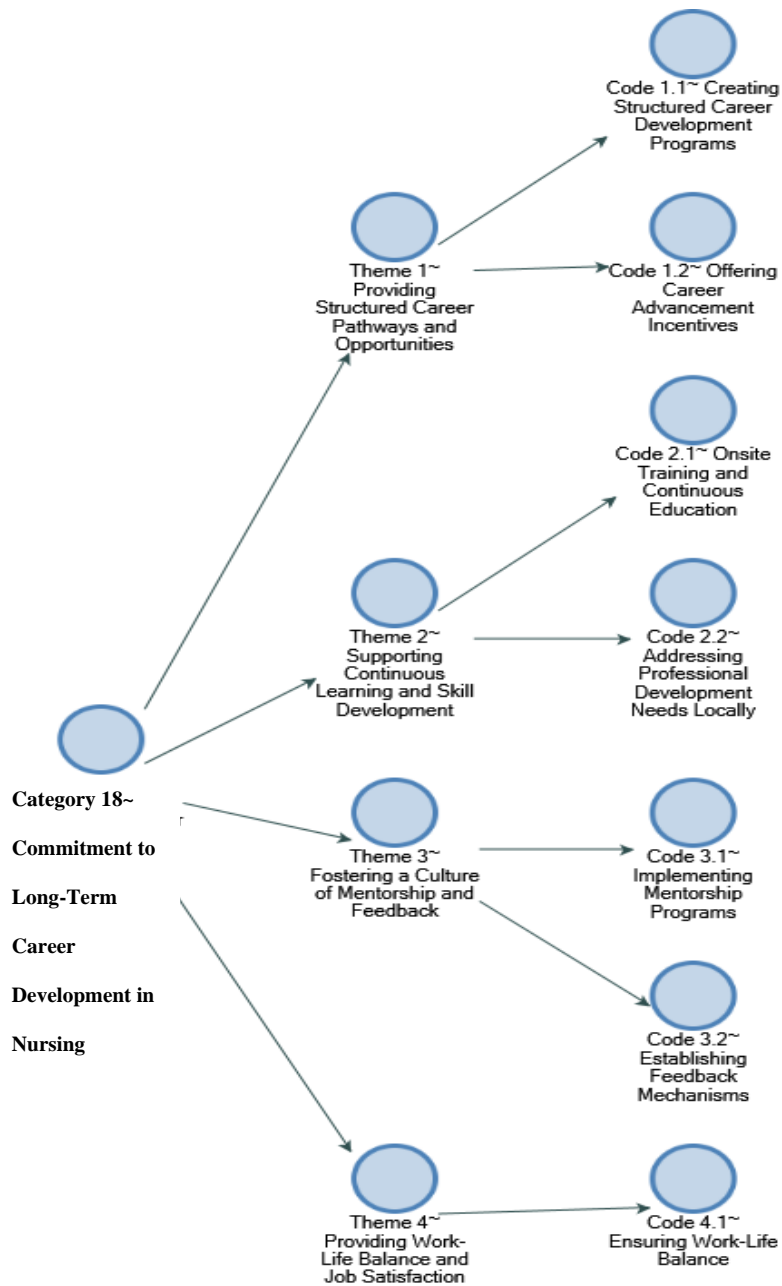 Code 1.1~ Creating
Structured Career
Development
Programs
Theme 1~
Providing
Structured Career
Pathways and
Opportunities
Code 1.2~ Offering
Career
Advancement
Incentives
Code 2.1~ Onsite
Training and
Continuous
Education
Theme 2~
Supporting
Continuous
Learning and Skill
Development
Code 2.2~
Addressing
Professional
Development
Needs Locally
Category 18~
Commitment to
Long-Term
Career
Development in
Nursing
Theme 3~
Fostering a Culture
of Mentorship and
Feedback
Code 3.1~
Implementing
Mentorship
Programs
Code 3.2~
Establishing
Feedback
Mechanisms
Theme 4~
Providing Work-
Life Balance and
Job Satisfaction
Code 4.1~
Ensuring Work-Life
Balance